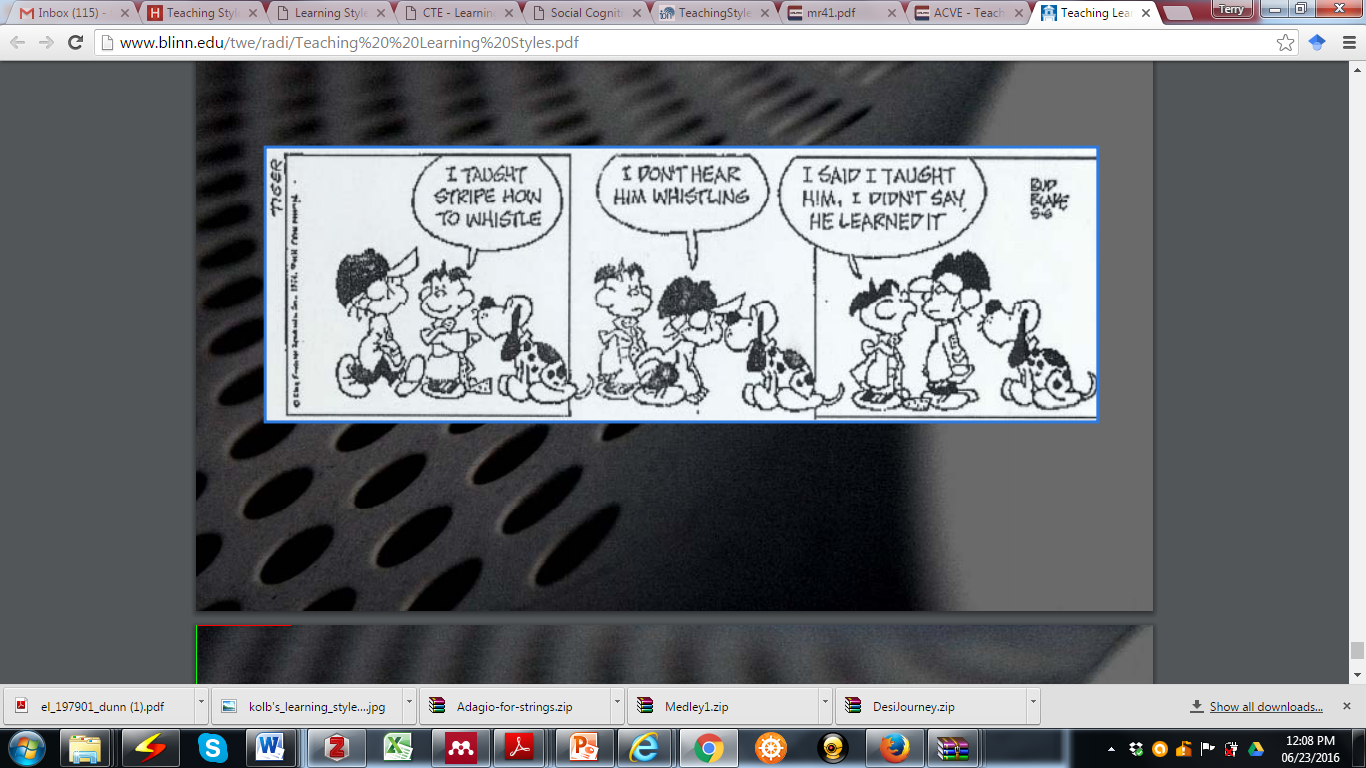 Inbox (115) -
Teaching Styl
Learning Style
CTE - Learnin
Social Cogniti
TeachingStyle
mr41.pdf
ACVE - Teach
Teaching Lea
Terry
www.blinn.edu/twe/radi/Teaching%20%20Learning%20Styles.pdf
TIGER
I TAUGHT
STRIPE HOW
TO WHISTLE
I DON'T HEAR
HIM WHISTLING
I SAID I TAUGHT
HIM, I DIDN'T SAY
HE LEARNED IT
BUD
BLAKE
5-6
el_197901_dunn (1).pdf
kolb's_learning_style....jpg
Adagio-for-strings.zip
Medley1.zip
DesiJourney.zip
Show all downloads...
12:08 PM
06/23/2016